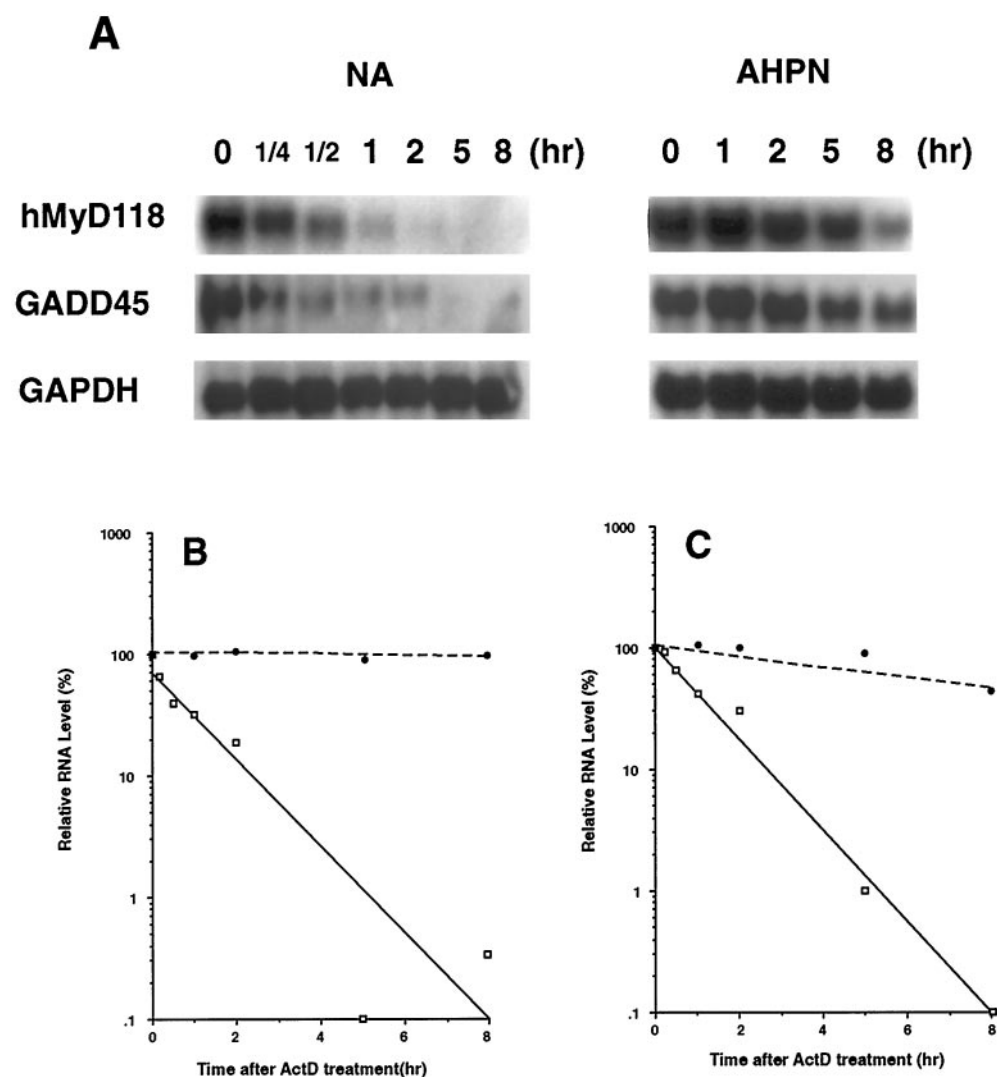 A
NA
AHPN
0 1/4 1/2 1 2 5 8 (hr)
0 1 2 5 8 (hr)
hMyD118
GADD45
GAPDH
B
1000
100
10
1
.1
Relative RNA Level (%)
0 2 4 6 8
Time after ActD treatment(hr)
C
1000
100
10
1
.1
Relative RNA Level (%)
0 2 4 6 8
Time after ActD treatment (hr)